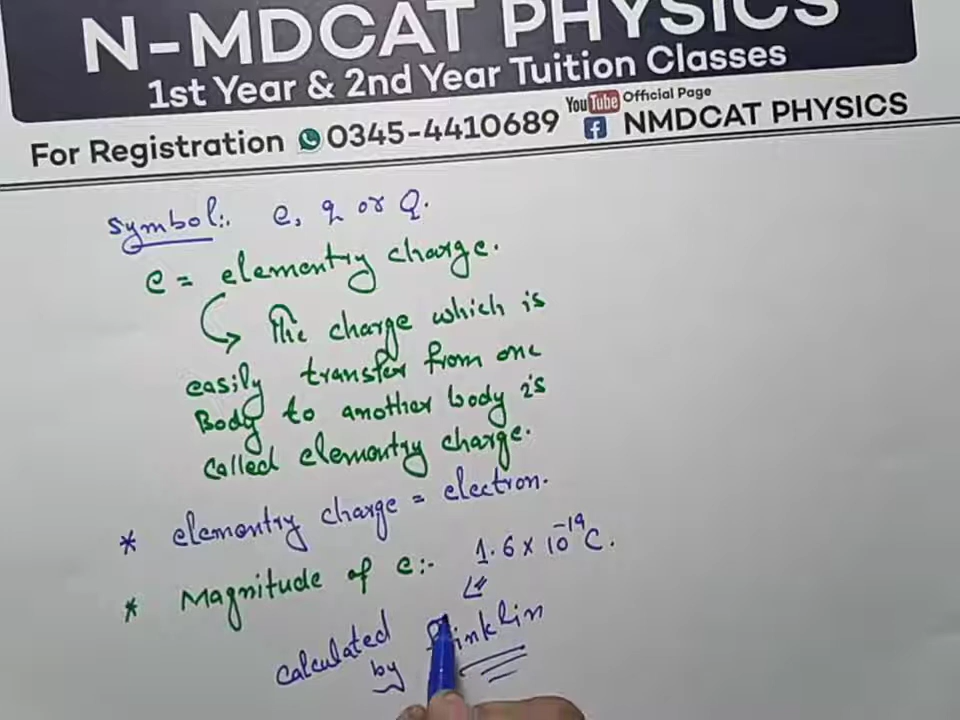 N-MDCAT PHYSICS
1st Year & 2nd Year Tuition Classes
For Registration 0345-4410689 YouTube Official Page
NMDCAT PHYSICS
Symbol:. e, q or Q.
e = elementry charge.
The charge which is
easily transfer from one
Body to another body is
called elementry charge.
* elementry charge = electron.
* Magnitude of e:- 1.6 × 10⁻¹⁹C.
calculated
by